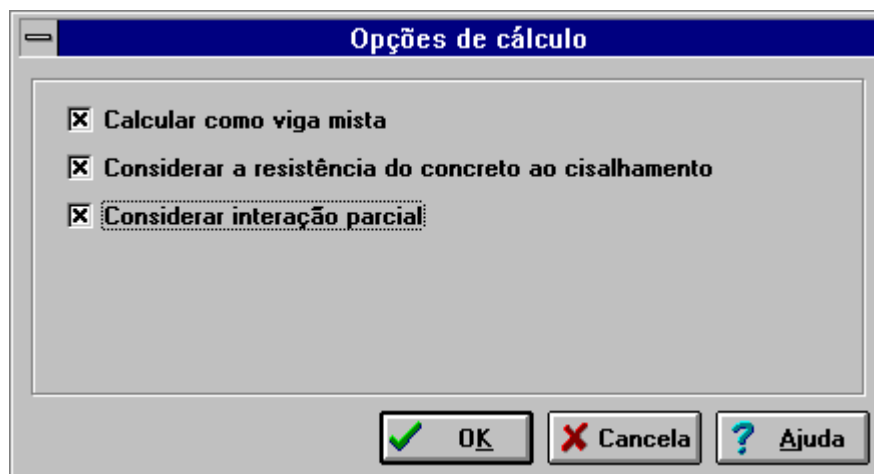 Opções de cálculo
Calcular como viga mista
Considerar a resistência do concreto ao cisalhamento
Considerar interação parcial
OK Cancela Ajuda